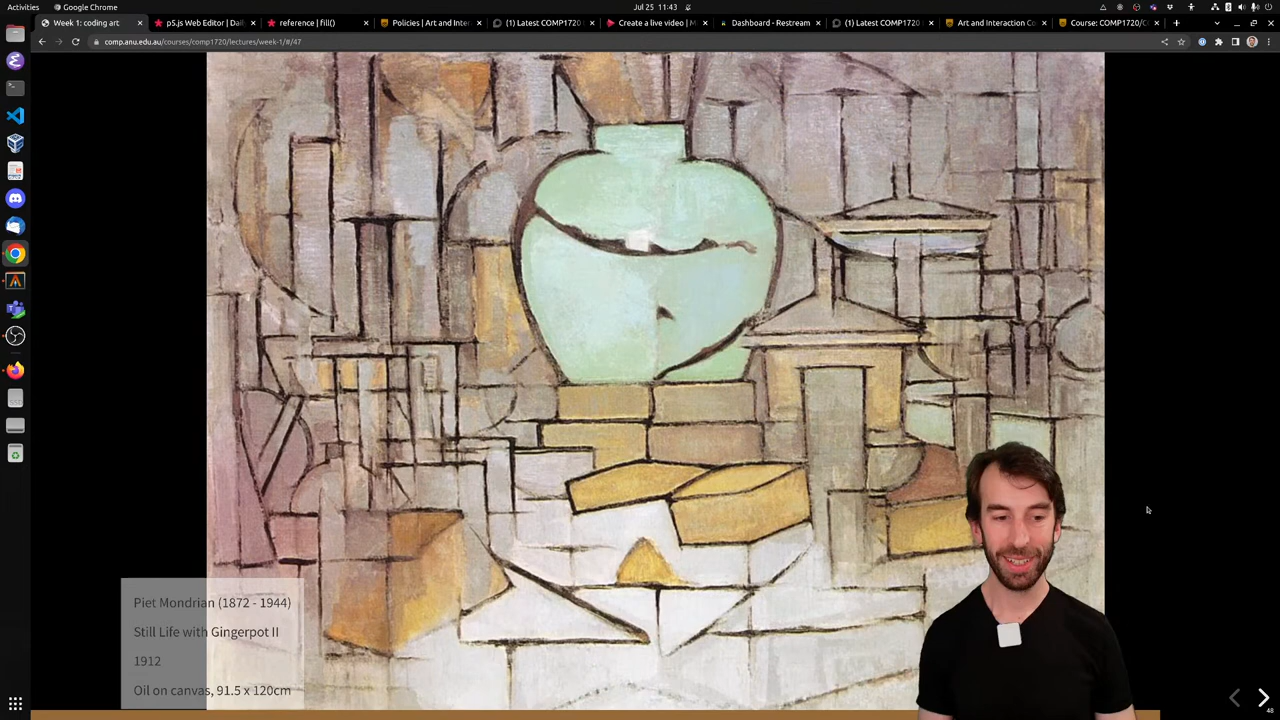 Activities
Google Chrome
Jul 25 11:43
Week 1: coding art
p5.js Web Editor | Dail
reference | fill()
Policies | Art and Inter
(1) Latest COMP1720
Create a live video | M
Dashboard - Restream
(1) Latest COMP1720
Art and Interaction Co
Course: COMP1720/C
comp.anu.edu.au/courses/comp1720/lectures/week-1/#/47
Piet Mondrian (1872 - 1944)
Still Life with Gingerpot II
1912
Oil on canvas, 91.5 x 120cm
48